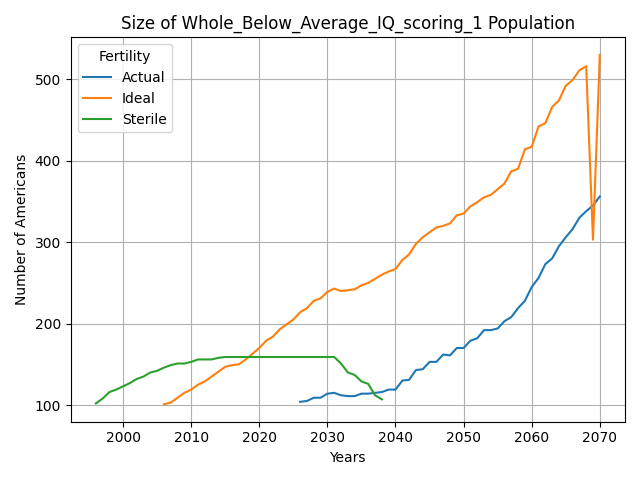 Size of Whole_Below_Average_IQ_scoring_1 Population
Fertility
Actual
Ideal
Sterile
Number of Americans
500
400
300
200
100
2000 2010 2020 2030 2040 2050 2060 2070
Years